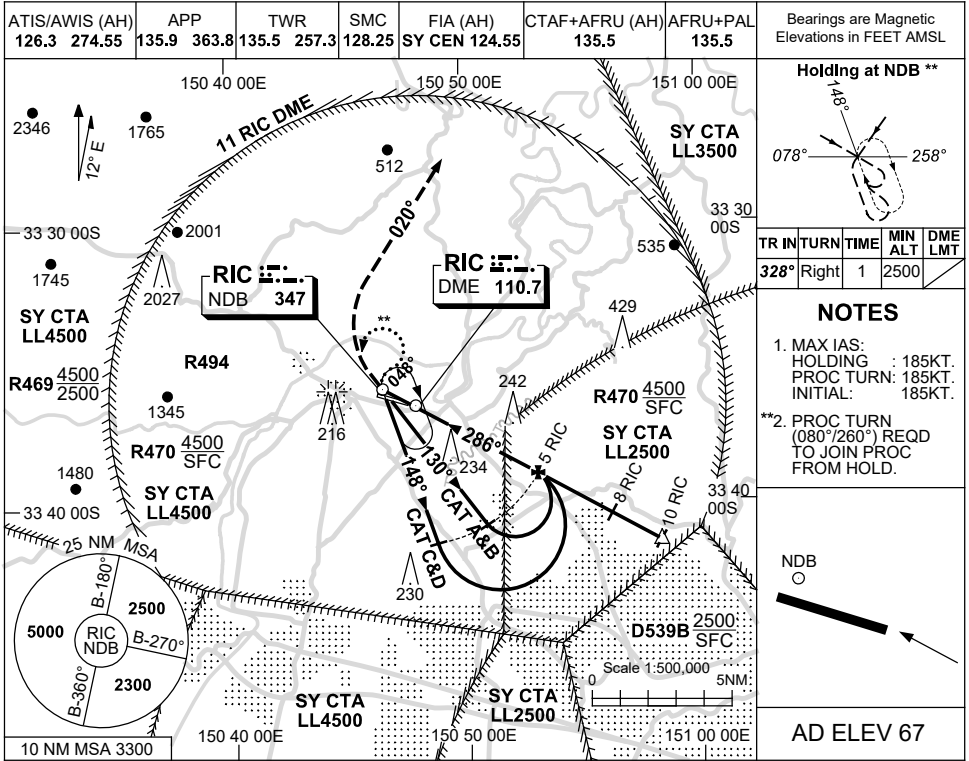 ATIS/AWIS (AH)
126.3 274.55
APP
135.9 363.8
TWR
135.5 257.3
SMC
128.25
FIA (AH)
SY CEN 124.55
CTAF+AFRU (AH)
135.5
AFRU+PAL
135.5
Bearings are Magnetic
Elevations in FEET AMSL
150 40 00E
150 50 00E
151 00 00E
2346
1765
12° E
11 RIC DME
512
SY CTA
LL3500
020°
33 30 00S
2001
33 30
00S
535
1745
2027
RIC
NDB 347
RIC
DME 110.7
SY CTA
LL4500
**
429
R494
048°
R469 4500
2500
242
R470 4500
SFC
1345
216
286°
SY CTA
LL2500
R470 4500
SFC
234
5 RIC
130° CAT A&B
148° CAT C&D
8 RIC
1480
SY CTA
LL4500
33 40
00S
10 RIC
33 40 00S
25 NM MSA
230
B-180°
2500
5000
RIC
NDB
B-270°
B-360°
2300
D539B 2500
SFC
Scale 1:500,000
0 5NM
SY CTA
LL4500
SY CTA
LL2500
10 NM MSA 3300
150 40 00E
150 50 00E
151 00 00E
Holding at NDB **
148°
078°
258°
TR IN TURN TIME MIN ALT DME LMT
328° Right 1 2500
NOTES
1. MAX IAS:
HOLDING : 185KT.
PROC TURN: 185KT.
INITIAL: 185KT.
**2. PROC TURN
(080°/260°) REQD
TO JOIN PROC
FROM HOLD.
NDB
AD ELEV 67